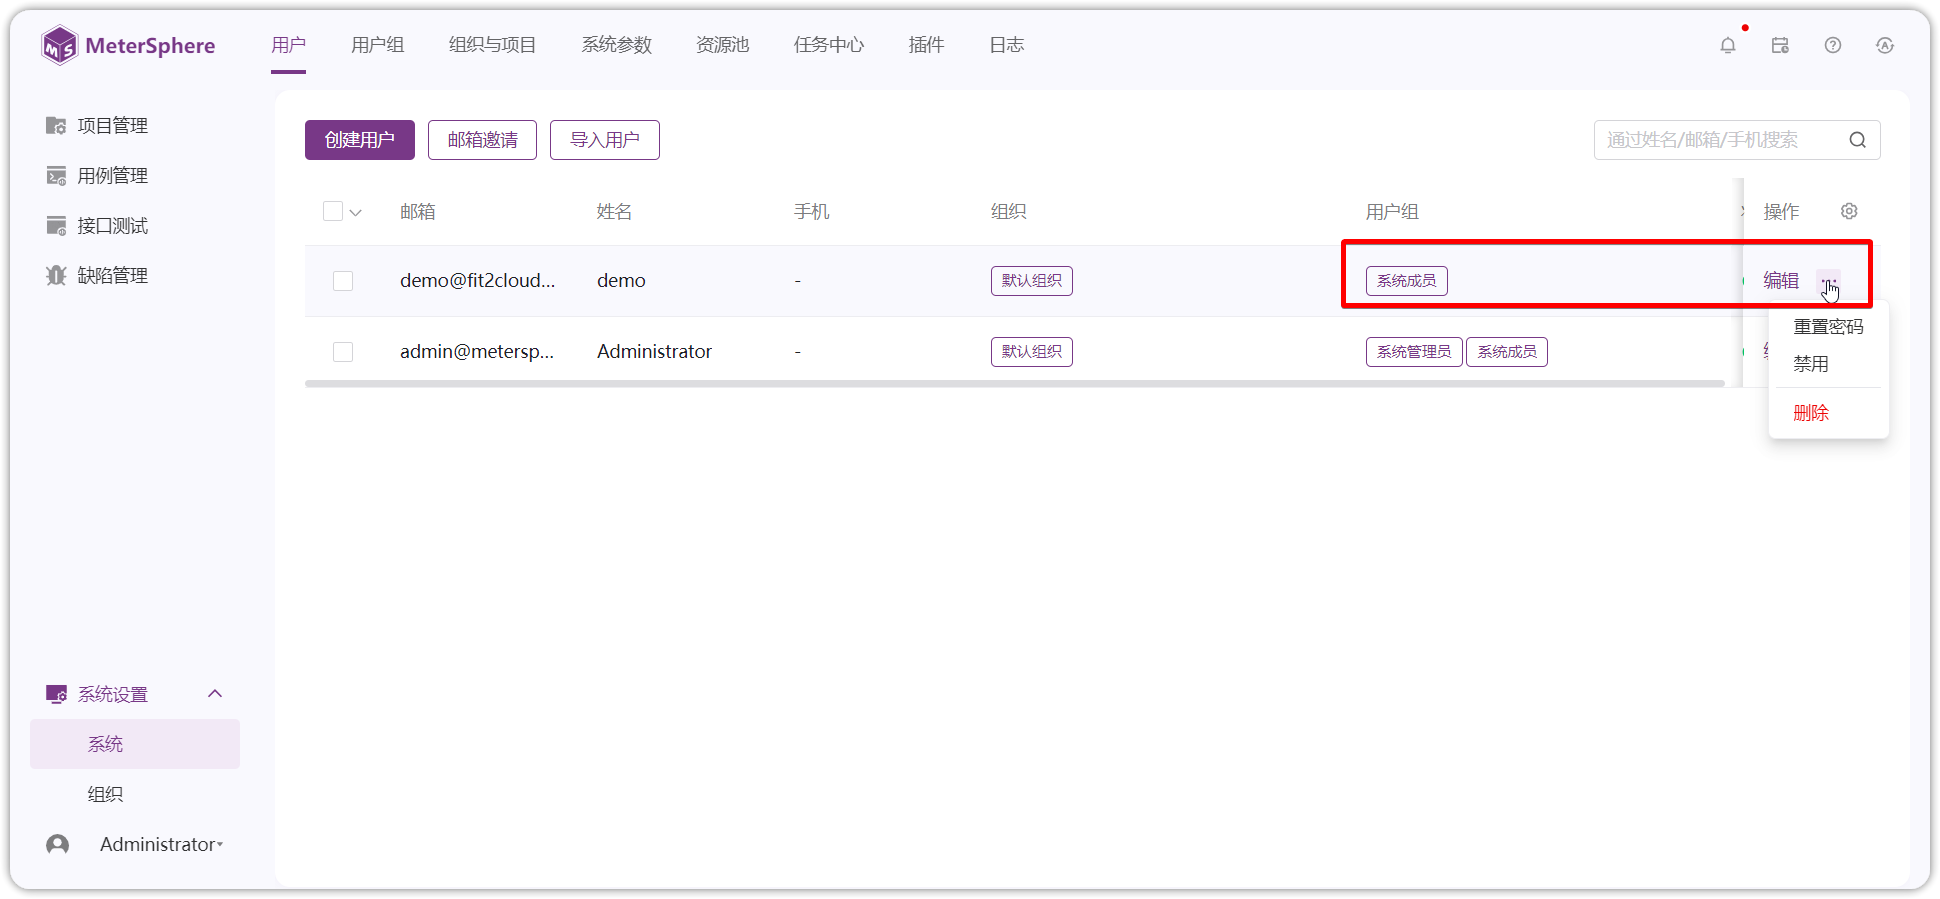 MeterSphere
用户 用户组 组织与项目 系统参数 资源池 任务中心 插件 日志
项目管理
用例管理
接口测试
缺陷管理
创建用户 邮箱邀请 导入用户 通过姓名/邮箱/手机搜索
邮箱 姓名 手机 组织 用户组 操作
demo@fit2cloud... demo - 默认组织 系统成员 编辑 ...
admin@metersp... Administrator - 默认组织 系统管理员 系统成员
重置密码
禁用
删除
系统设置
系统
组织
Administrator